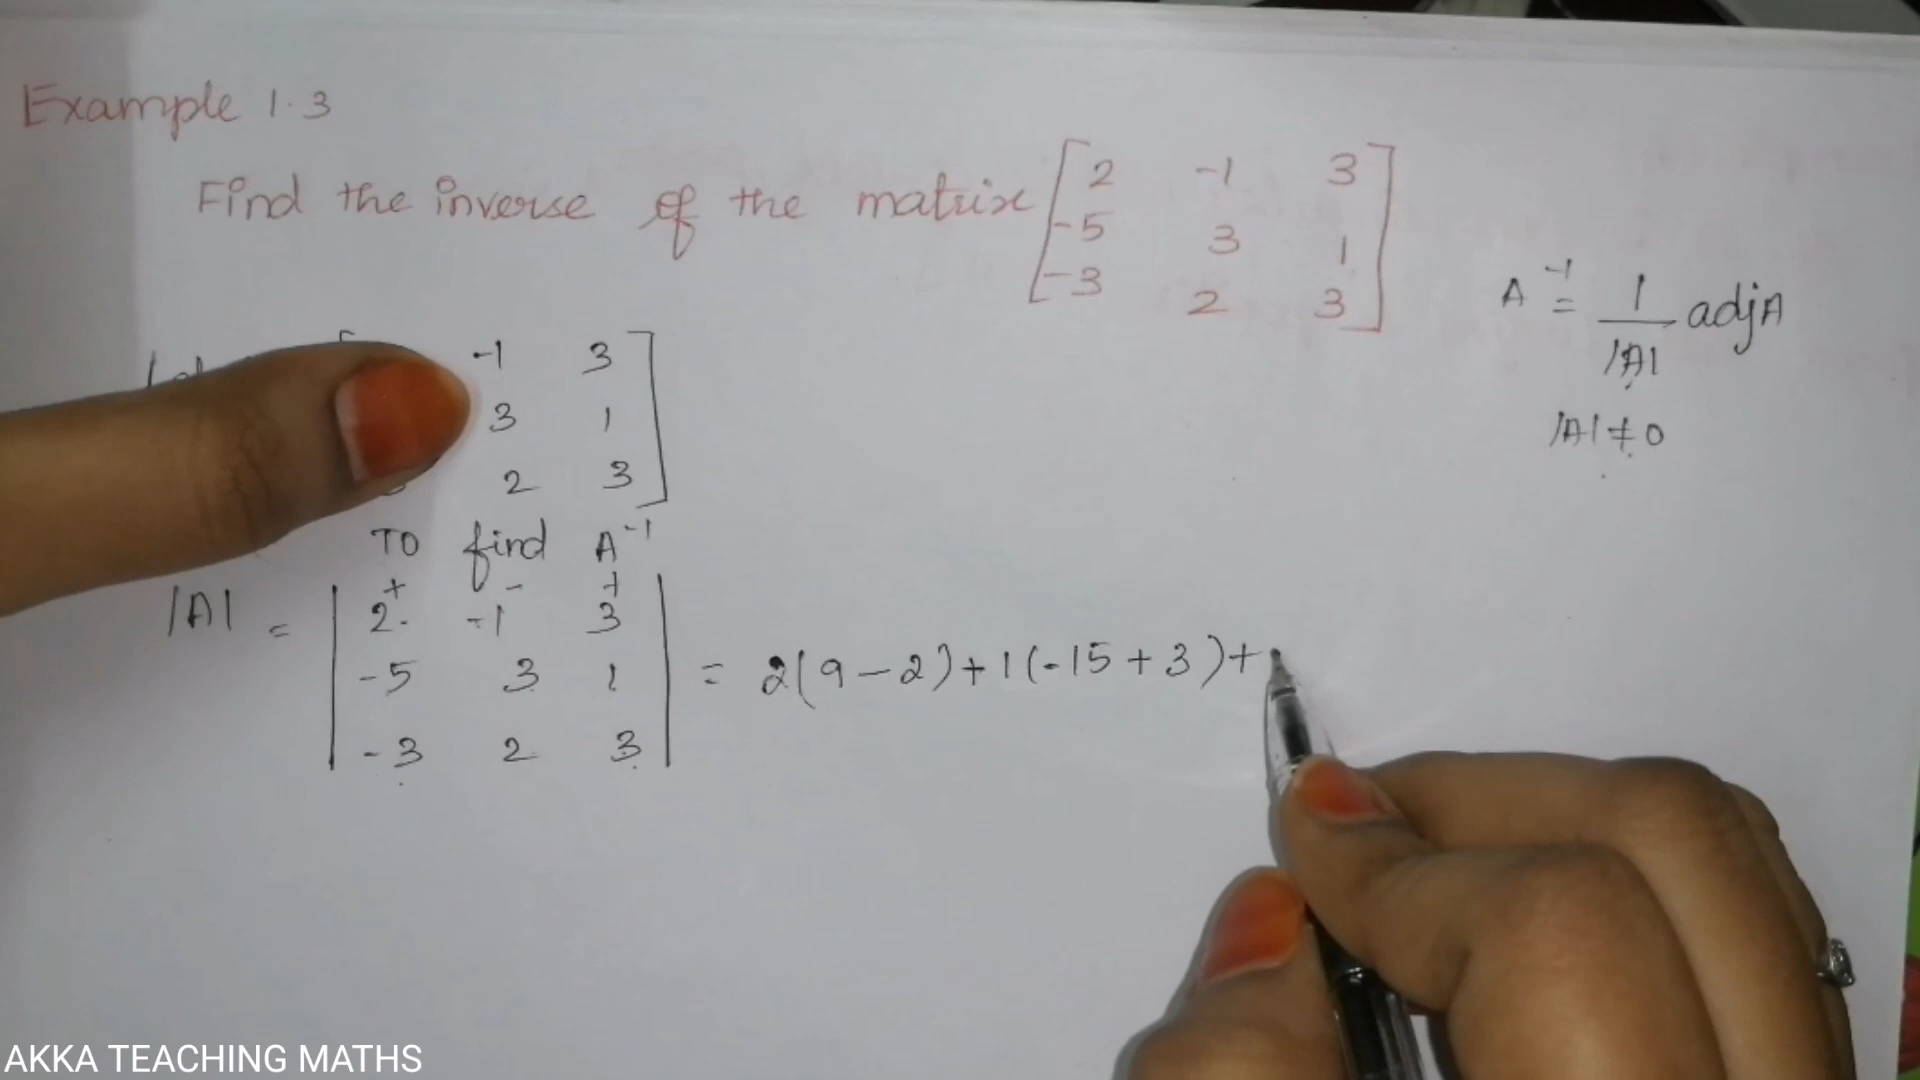 Example 1.3
Find the inverse of the matrix [2 -1 3
-5 3 1
-3 2 3]
A⁻¹ = 1/|A| adjA
|A| ≠ 0
-1 3
3 1
2 3]
TO find A⁻¹
+ - +
|A| = |2 -1 3
-5 3 1
-3 2 3| = 2(9-2)+1(-15+3)+
AKKA TEACHING MATHS